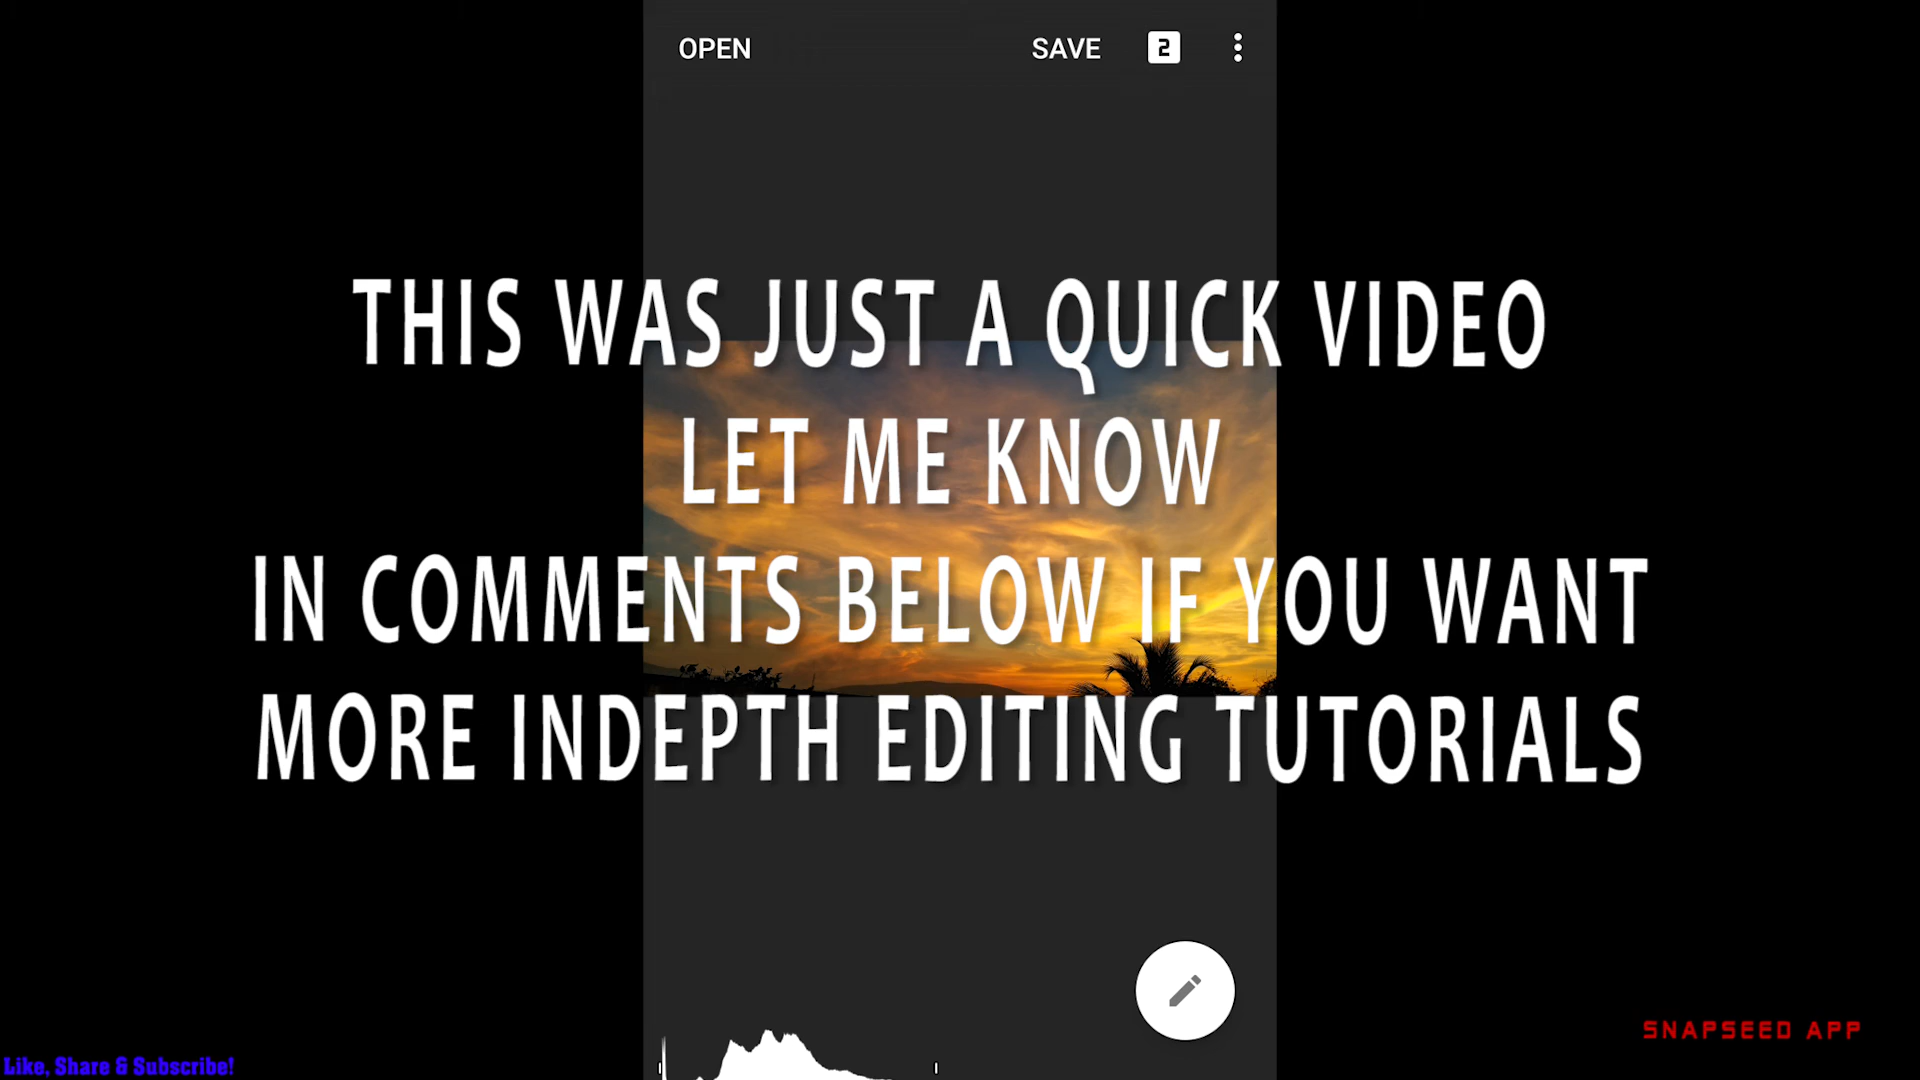 OPEN SAVE 2
THIS WAS JUST A QUICK VIDEO
LET ME KNOW
IN COMMENTS BELOW IF YOU WANT
MORE INDEPTH EDITING TUTORIALS
SNAPSEED APP
Like, Share & Subscribe!